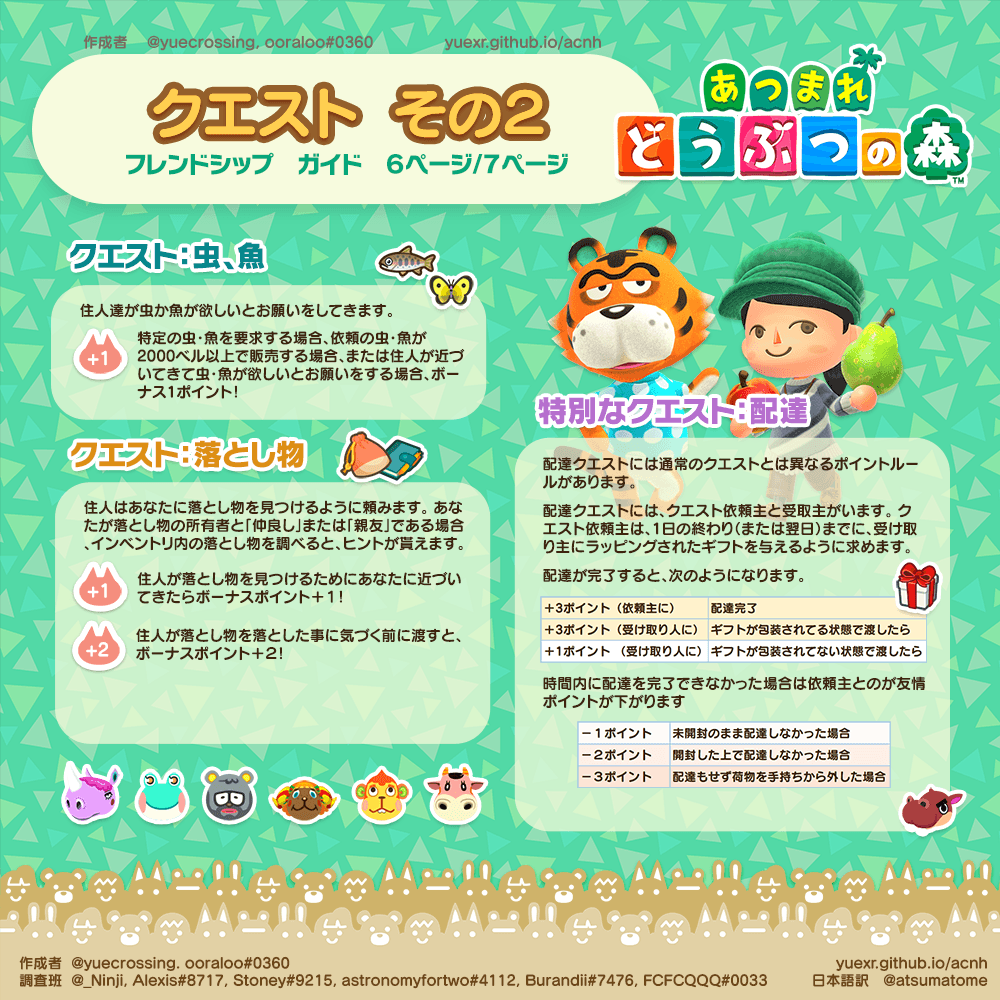 作成者 @yuecrossing, ooraloo#0360 yuexr.github.io/acnh
クエスト その2
フレンドシップ ガイド 6ページ/7ページ
あつまれ
どうぶつの森
TM
クエスト:虫、魚
住人達が虫か魚が欲しいとお願いをしてきます。
+1
特定の虫・魚を要求する場合、依頼の虫・魚が
2000ベル以上で販売する場合、または住人が近づ
いてきて虫・魚が欲しいとお願いをする場合、ボー
ナス1ポイント!
クエスト:落とし物
住人はあなたに落とし物を見つけるように頼みます。あな
たが落とし物の所有者と「仲良し」または「親友」である場合
、インベントリ内の落とし物を調べると、ヒントが貰えます。
+1
住人が落とし物を見つけるためにあなたに近づい
てきたらボーナスポイント+1!
+2
住人が落とし物を落とした事に気づく前に渡すと、
ボーナスポイント+2!
特別なクエスト:配達
配達クエストには通常のクエストとは異なるポイントルー
ルがあります。
配達クエストには、クエスト依頼主と受取主がいます。ク
エスト依頼主は、1日の終わり(または翌日)までに、受け取
り主にラッピングされたギフトを与えるように求めます。
配達が完了すると、次のようになります。
+3ポイント(依頼主に) 配達完了
+3ポイント(受け取り人に) ギフトが包装されてる状態で渡したら
+1ポイント (受け取り人に) ギフトが包装されてない状態で渡したら
時間内に配達を完了できなかった場合は依頼主とのが友情
ポイントが下がります
-1ポイント 未開封のまま配達しなかった場合
-2ポイント 開封した上で配達しなかった場合
-3ポイント 配達もせず荷物を手持ちから外した場合
作成者 @yuecrossing. ooraloo#0360 yuexr.github.io/acnh
調査班 @_Ninji, Alexis#8717, Stoney#9215, astronomyfortwo#4112, Burandii#7476, FCFCQQQ#0033 日本語訳 @atsumatome